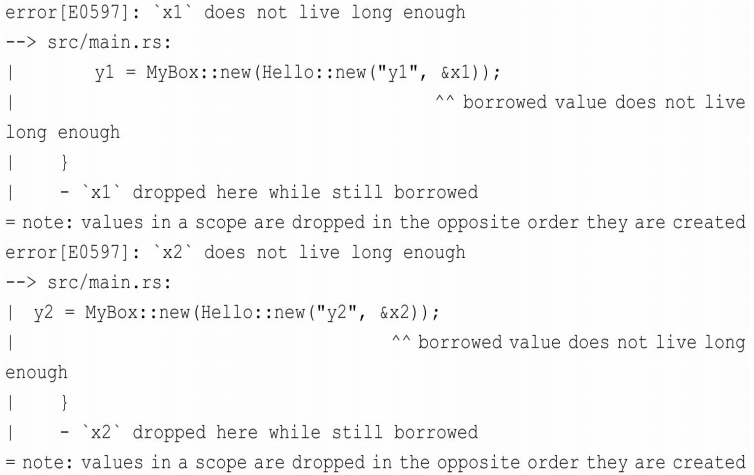 error[E0597]: `x1` does not live long enough
--> src/main.rs:
|        y1 = MyBox::new(Hello::new("y1", &x1));
|                                         ^^ borrowed value does not live
long enough
|    }
|    - `x1` dropped here while still borrowed
= note: values in a scope are dropped in the opposite order they are created
error[E0597]: `x2` does not live long enough
--> src/main.rs:
|  y2 = MyBox::new(Hello::new("y2", &x2));
|                                     ^^ borrowed value does not live long
enough
|    }
|    - `x2` dropped here while still borrowed
= note: values in a scope are dropped in the opposite order they are created